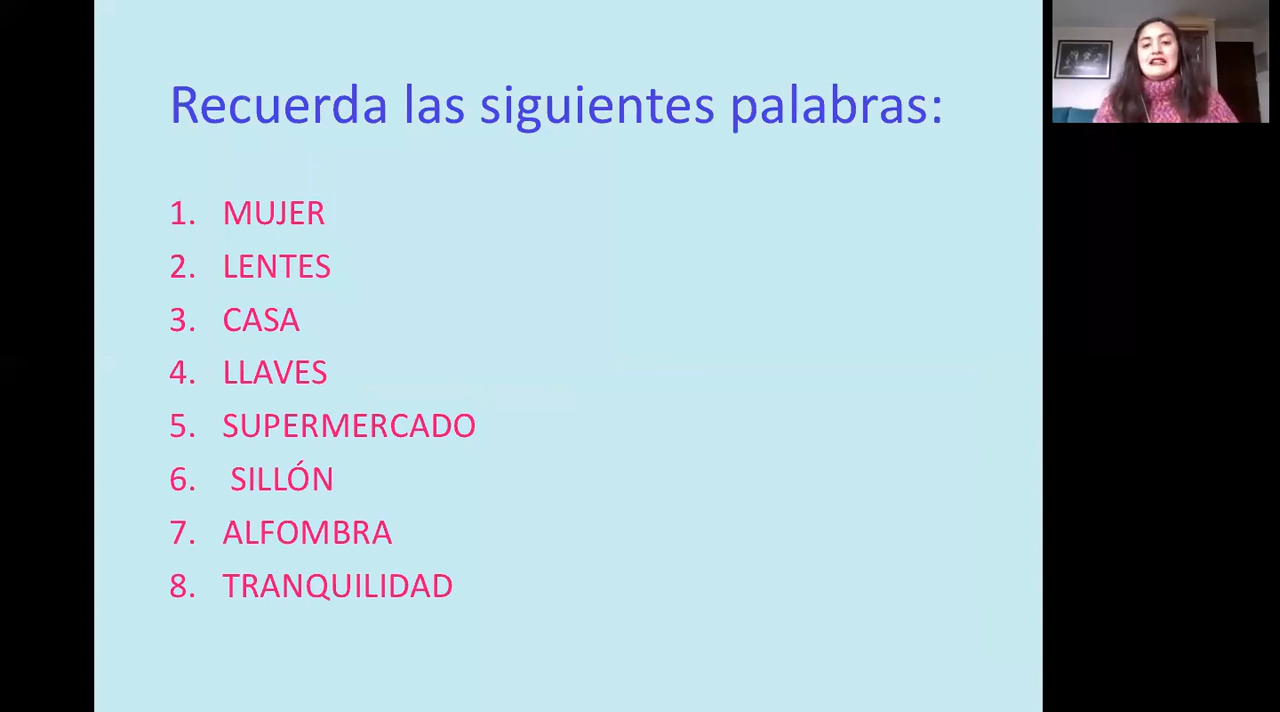 Recuerda las siguientes palabras:
1. MUJER
2. LENTES
3. CASA
4. LLAVES
5. SUPERMERCADO
6. SILLÓN
7. ALFOMBRA
8. TRANQUILIDAD